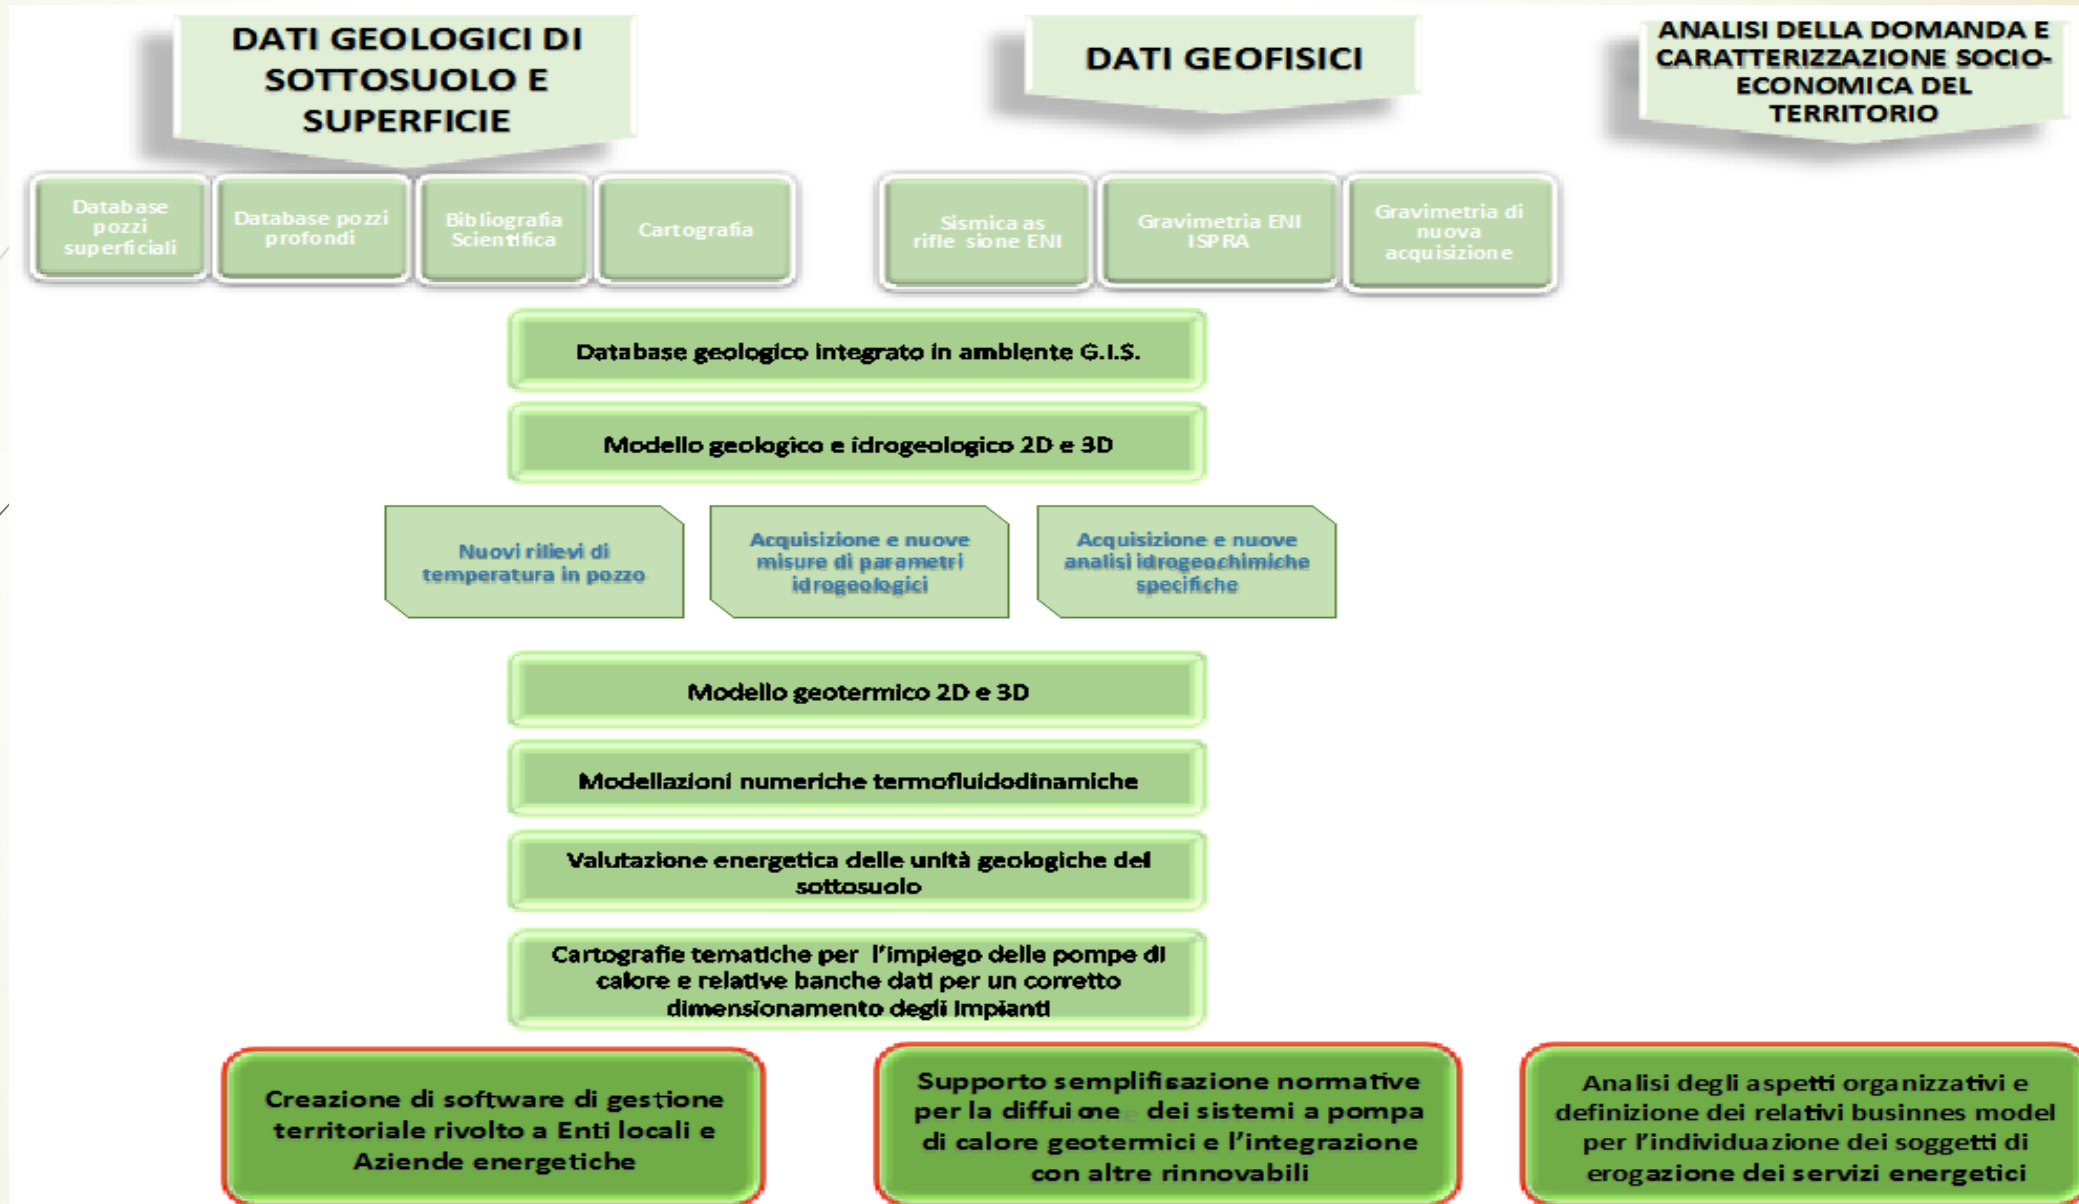 DATI GEOLOGICI DI
SOTTOSUOLO E
SUPERFICIE
DATI GEOFISICI
ANALISI DELLA DOMANDA E
CARATTERIZZAZIONE SOCIO-
ECONOMICA DEL
TERRITORIO
Database
pozzi
superficiali
Database pozzi
profondi
Bibliografia
Scientifica
Cartografia
Sismica as
rifle sione ENI
Gravimetria ENI
ISPRA
Gravimetria di
nuova
acquisizione
Database geologico integrato in ambiente G.I.S.
Modello geologico e idrogeologico 2D e 3D
Nuovi rilievi di
temperatura in pozzo
Acquisizione e nuove
misure di parametri
idrogeologici
Acquisizione e nuove
analisi idrogeochimiche
specifiche
Modello geotermico 2D e 3D
Modellazioni numeriche termofluidodinamiche
Valutazione energetica delle unità geologiche del
sottosuolo
Cartografie tematiche per l'impiego delle pompe di
calore e relative banche dati per un corretto
dimensionamento degli impianti
Creazione di software di gestione
territoriale rivolto a Enti locali e
Aziende energetiche
Supporto semplificazione normative
per la diffui one dei sistemi a pompa
di calore geotermici e l'integrazione
con altre rinnovabili
Analisi degli aspetti organizzativi e
definizione dei relativi businnes model
per l'individuazione dei soggetti di
erogazione dei servizi energetici